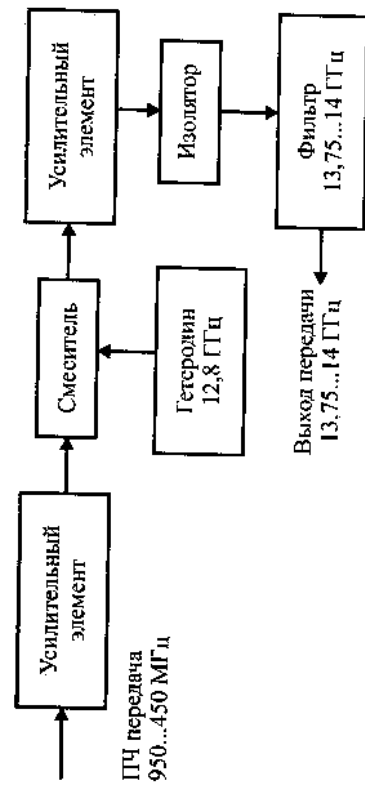 ПЧ передача
950...450 МГц
Усилительный
элемент
Смеситель
Гетеродин
12,8 ГГц
Усилительный
элемент
Изолятор
Фильтр
13,75...14 ГГц
Выход передачи
13,75...14 ГГц